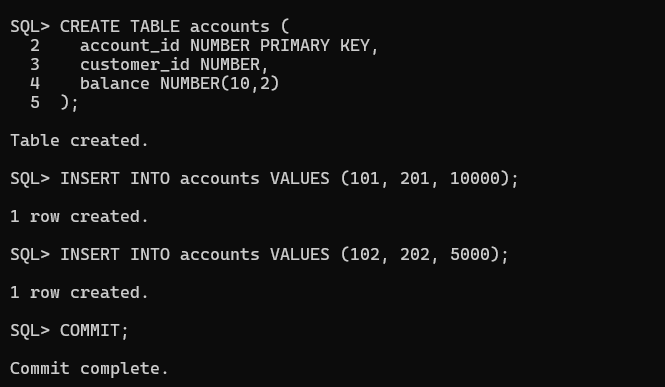 SQL> CREATE TABLE accounts (
  2    account_id NUMBER PRIMARY KEY,
  3    customer_id NUMBER,
  4    balance NUMBER(10,2)
  5  );
Table created.
SQL> INSERT INTO accounts VALUES (101, 201, 10000);
1 row created.
SQL> INSERT INTO accounts VALUES (102, 202, 5000);
1 row created.
SQL> COMMIT;
Commit complete.